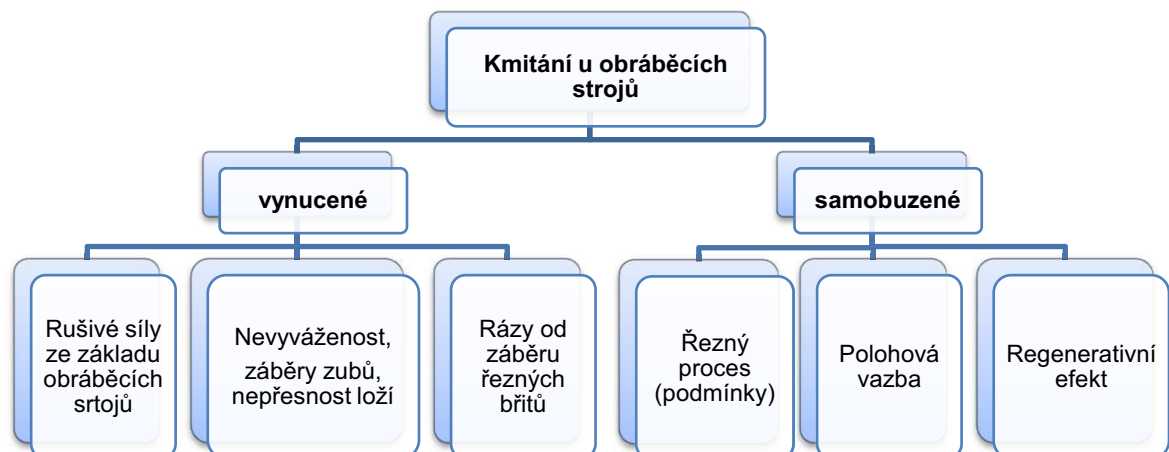 Kmitání u obráběcích
strojů
vynucené
samobuzené
Rušivé síly
ze základu
obráběcích
srtojů
Nevyváženost,
záběry zubů,
nepřesnost loží
Rázy od
záběru
řezných
břitů
Řezný
proces
(podmínky)
Polohová
vazba
Regenerativní
efekt